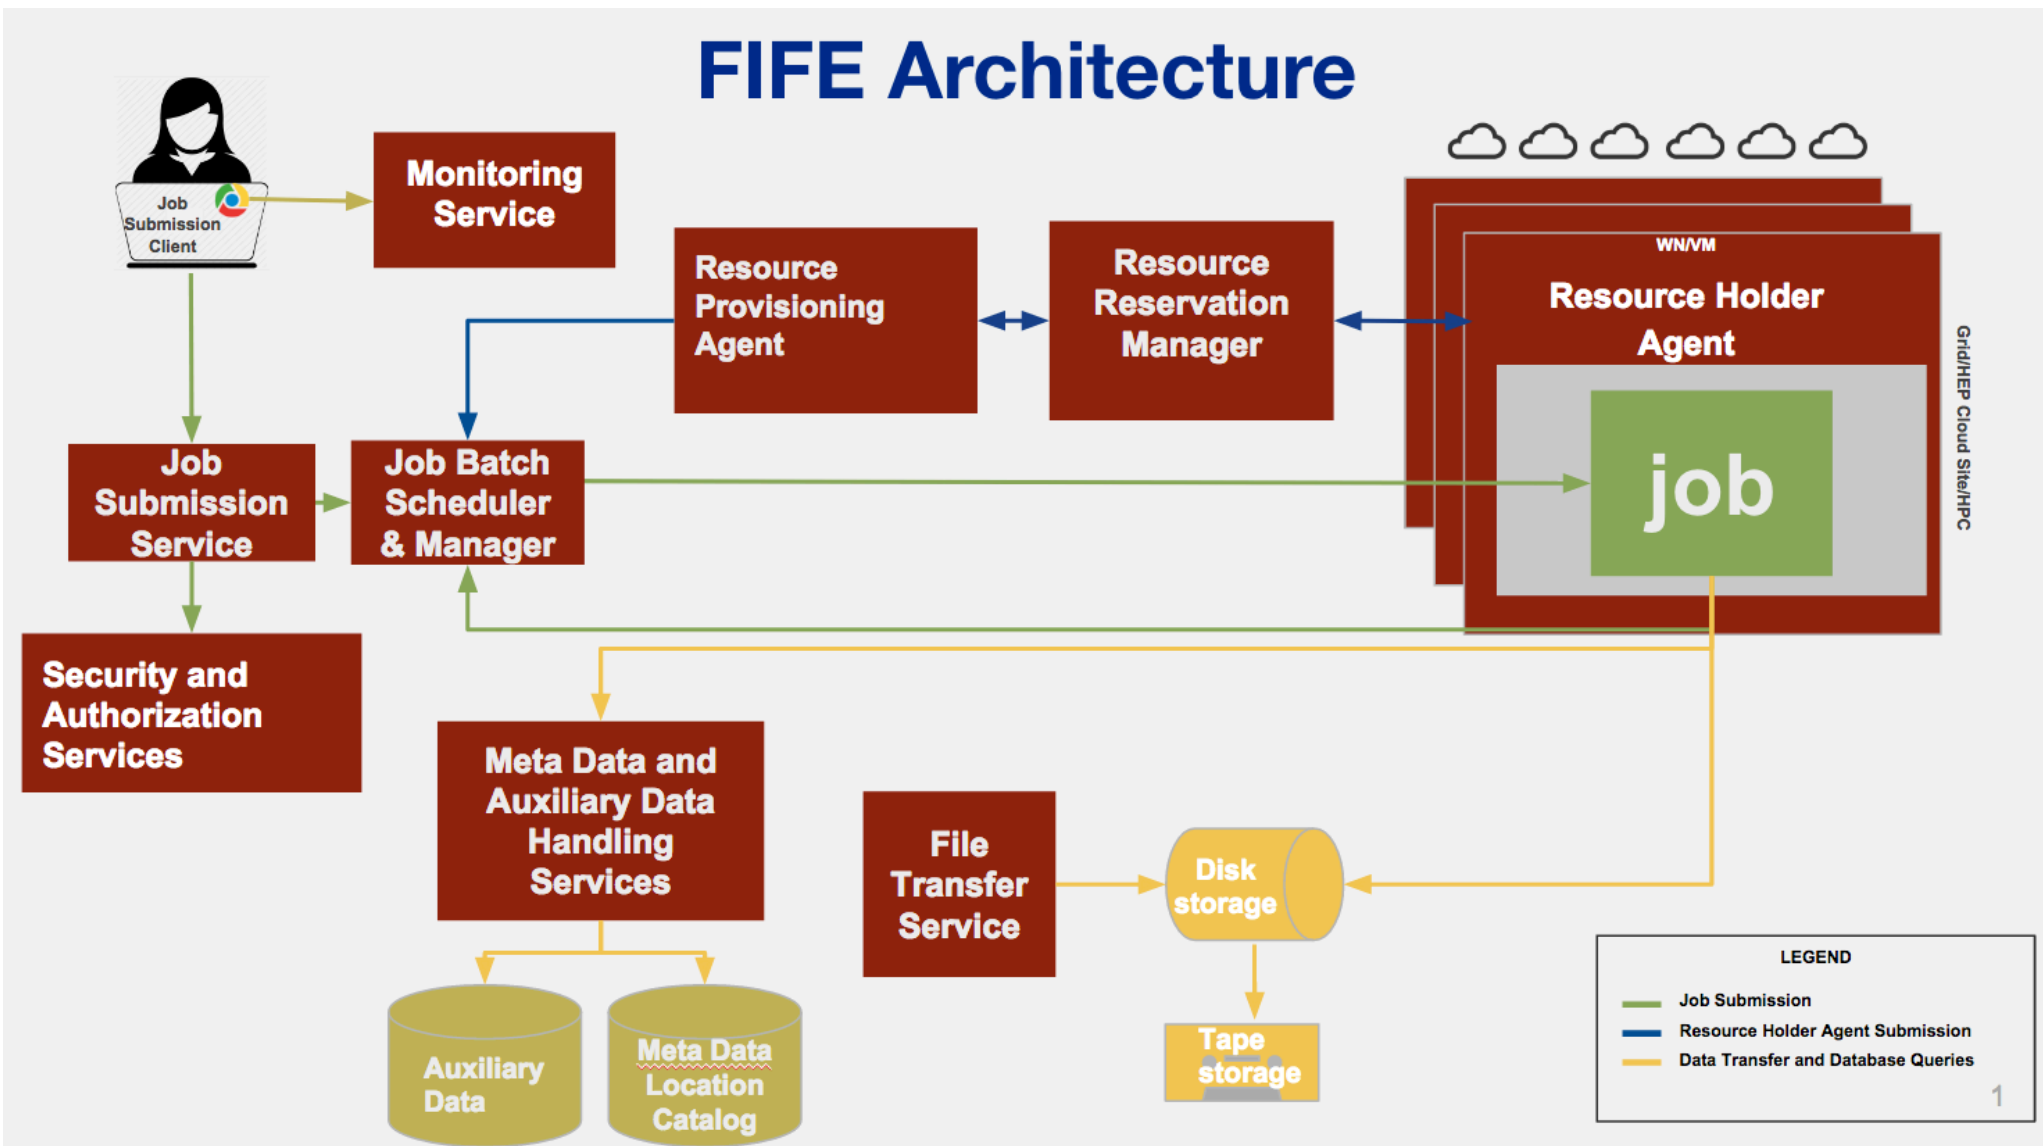 FIFE Architecture
Job
Submission
Client
Monitoring
Service
Resource
Provisioning
Agent
Resource
Reservation
Manager
WN/VM
Resource Holder
Agent
job
Grid/HEP Cloud Site/HPC
Job
Submission
Service
Job Batch
Scheduler
& Manager
Security and
Authorization
Services
Meta Data and
Auxiliary Data
Handling
Services
File
Transfer
Service
Disk
storage
Tape
storage
Auxiliary
Data
Meta Data
Location
Catalog
LEGEND
Job Submission
Resource Holder Agent Submission
Data Transfer and Database Queries
1